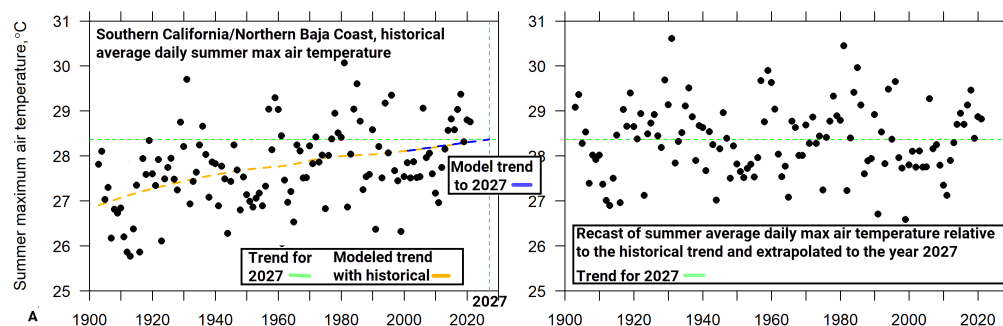 Summer maximum air temperature, °C
31
30
29
28
27
26
25
Southern California/Northern Baja Coast, historical
average daily summer max air temperature
Model trend
to 2027
Trend for
2027
Modeled trend
with historical
2027
A
1900
1920
1940
1960
1980
2000
2020
31
30
29
28
27
26
25
Recast of summer average daily max air temperature relative
to the historical trend and extrapolated to the year 2027
Trend for 2027
1900
1920
1940
1960
1980
2000
2020